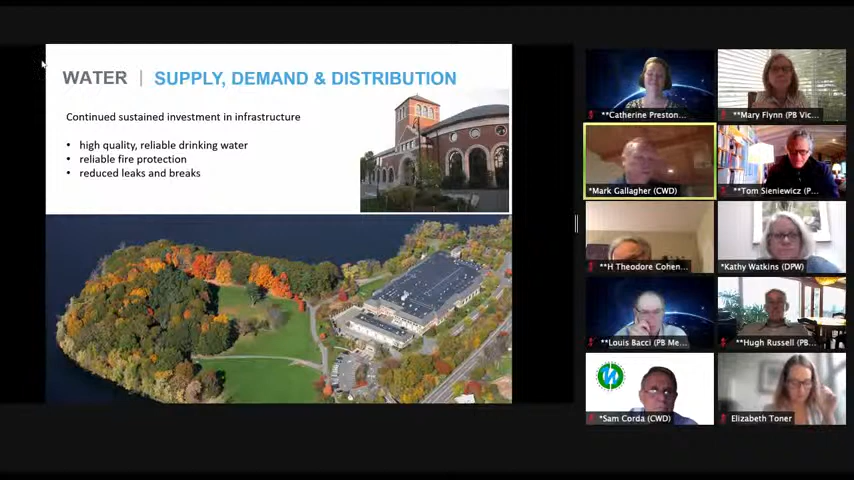 WATER | SUPPLY, DEMAND & DISTRIBUTION
Continued sustained investment in infrastructure
• high quality, reliable drinking water
• reliable fire protection
• reduced leaks and breaks
**Catherine Preston...
**Mary Flynn (PB Vic...
*Mark Gallagher (CWD)
**Tom Sieniewicz (P...
**H Theodore Cohen...
*Kathy Watkins (DPW)
**Louis Bacci (PB Me...
**Hugh Russell (PB...
*Sam Corda (CWD)
Elizabeth Toner